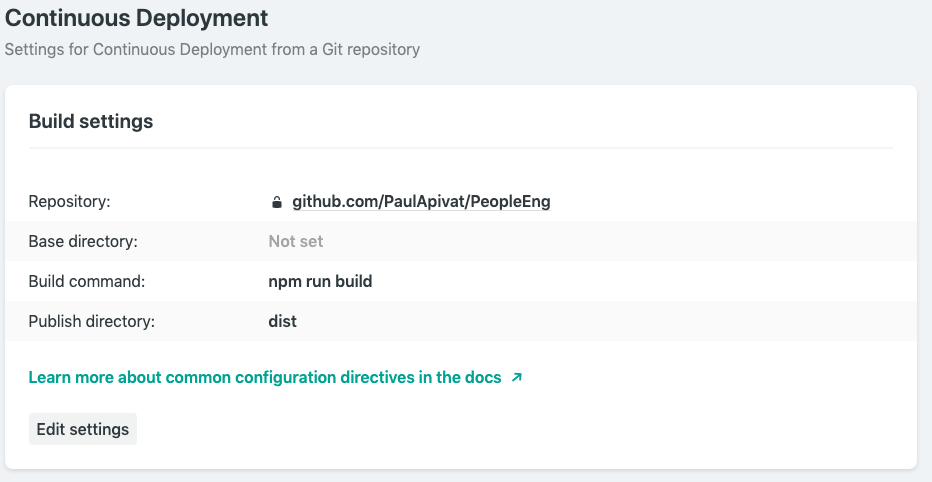 Continuous Deployment
Settings for Continuous Deployment from a Git repository
Build settings
Repository: github.com/PaulApivat/PeopleEng
Base directory: Not set
Build command: npm run build
Publish directory: dist
Learn more about common configuration directives in the docs ↗
Edit settings